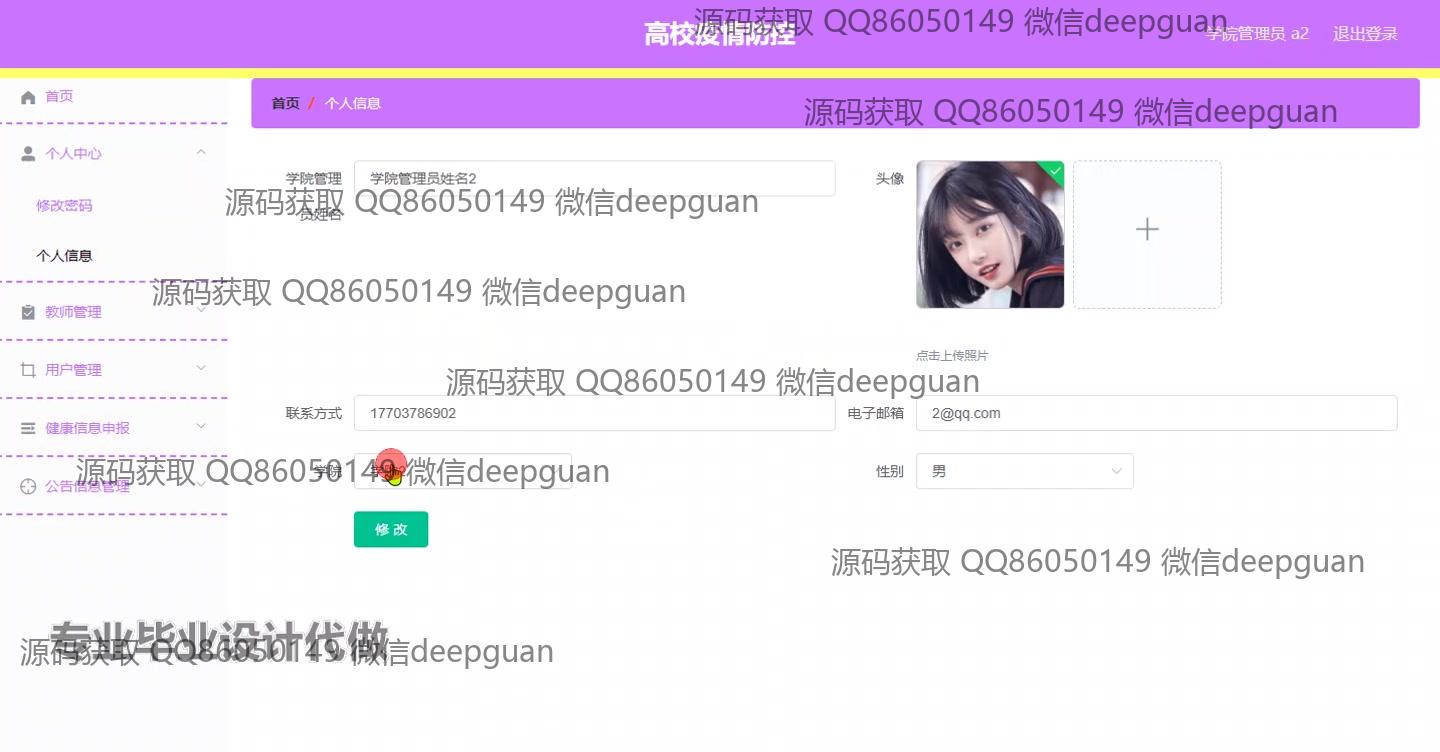 高校疫情防控
源码获取 QQ86050149 微信deepguan
学院管理员 a2
退出登录
首页
首页 / 个人信息
源码获取 QQ86050149 微信deepguan
个人中心
学院管理员姓名
学院管理员姓名2
头像
修改密码
源码获取 QQ86050149 微信deepguan
个人信息
源码获取 QQ86050149 微信deepguan
教师管理
点击上传照片
用户管理
源码获取 QQ86050149 微信deepguan
联系方式
17703786902
电子邮箱
2@qq.com
健康信息申报
源码获取 QQ86050149 微信deepguan
学院
学院2
性别
男
公告信息管理
修改
源码获取 QQ86050149 微信deepguan
专业毕业设计代做
源码获取 QQ86050149 微信deepguan